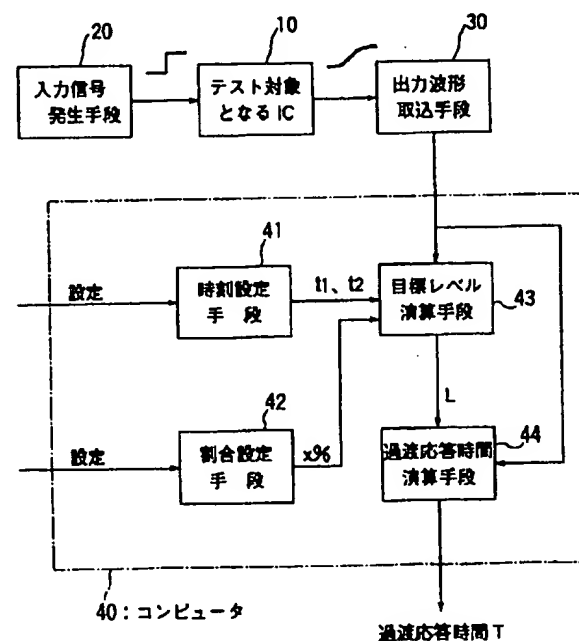 20
10
30
入力信号
発生手段
テスト対象
となるIC
出力波形
取込手段
41
設定
時刻設定
手 段
t1、t2
目標レベル
演算手段
43
42
L
44
設定
割合設定
手 段
x%
過渡応答時間
演算手段
40：コンピュータ
過渡応答時間T